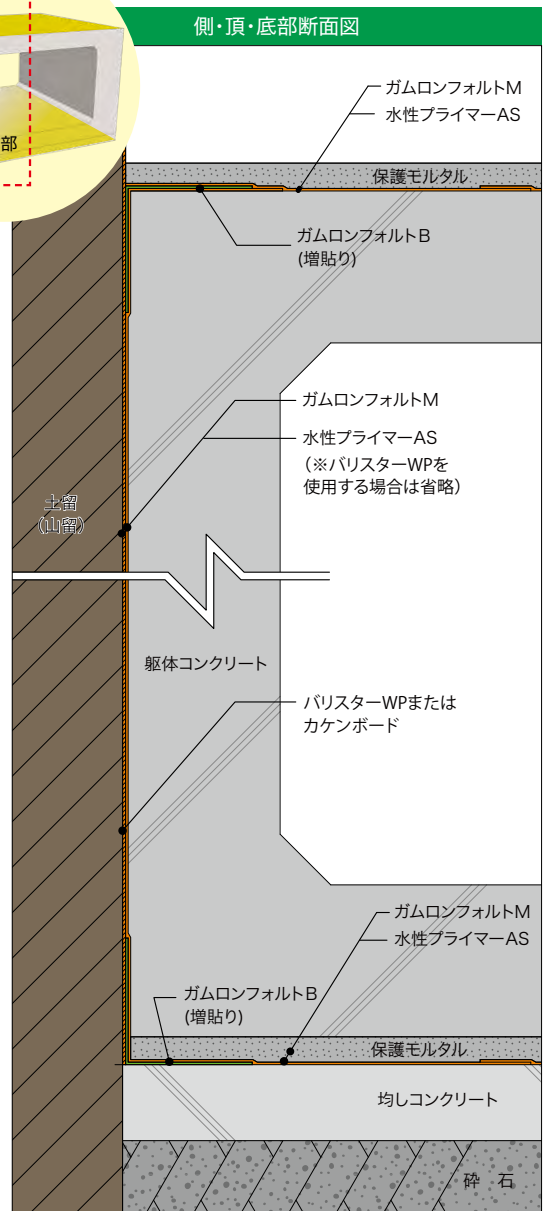 側・頂・底部断面図
部
ガムロンフォルトM
水性プライマーAS
保護モルタル
ガムロンフォルトB
(増貼り)
ガムロンフォルトM
水性プライマーAS
(※バリスターWPを
使用する場合は省略)
土留
(山留)
躯体コンクリート
バリスターWPまたは
カケンボード
ガムロンフォルトM
水性プライマーAS
ガムロンフォルトB
(増貼り)
保護モルタル
均しコンクリート
砕 石